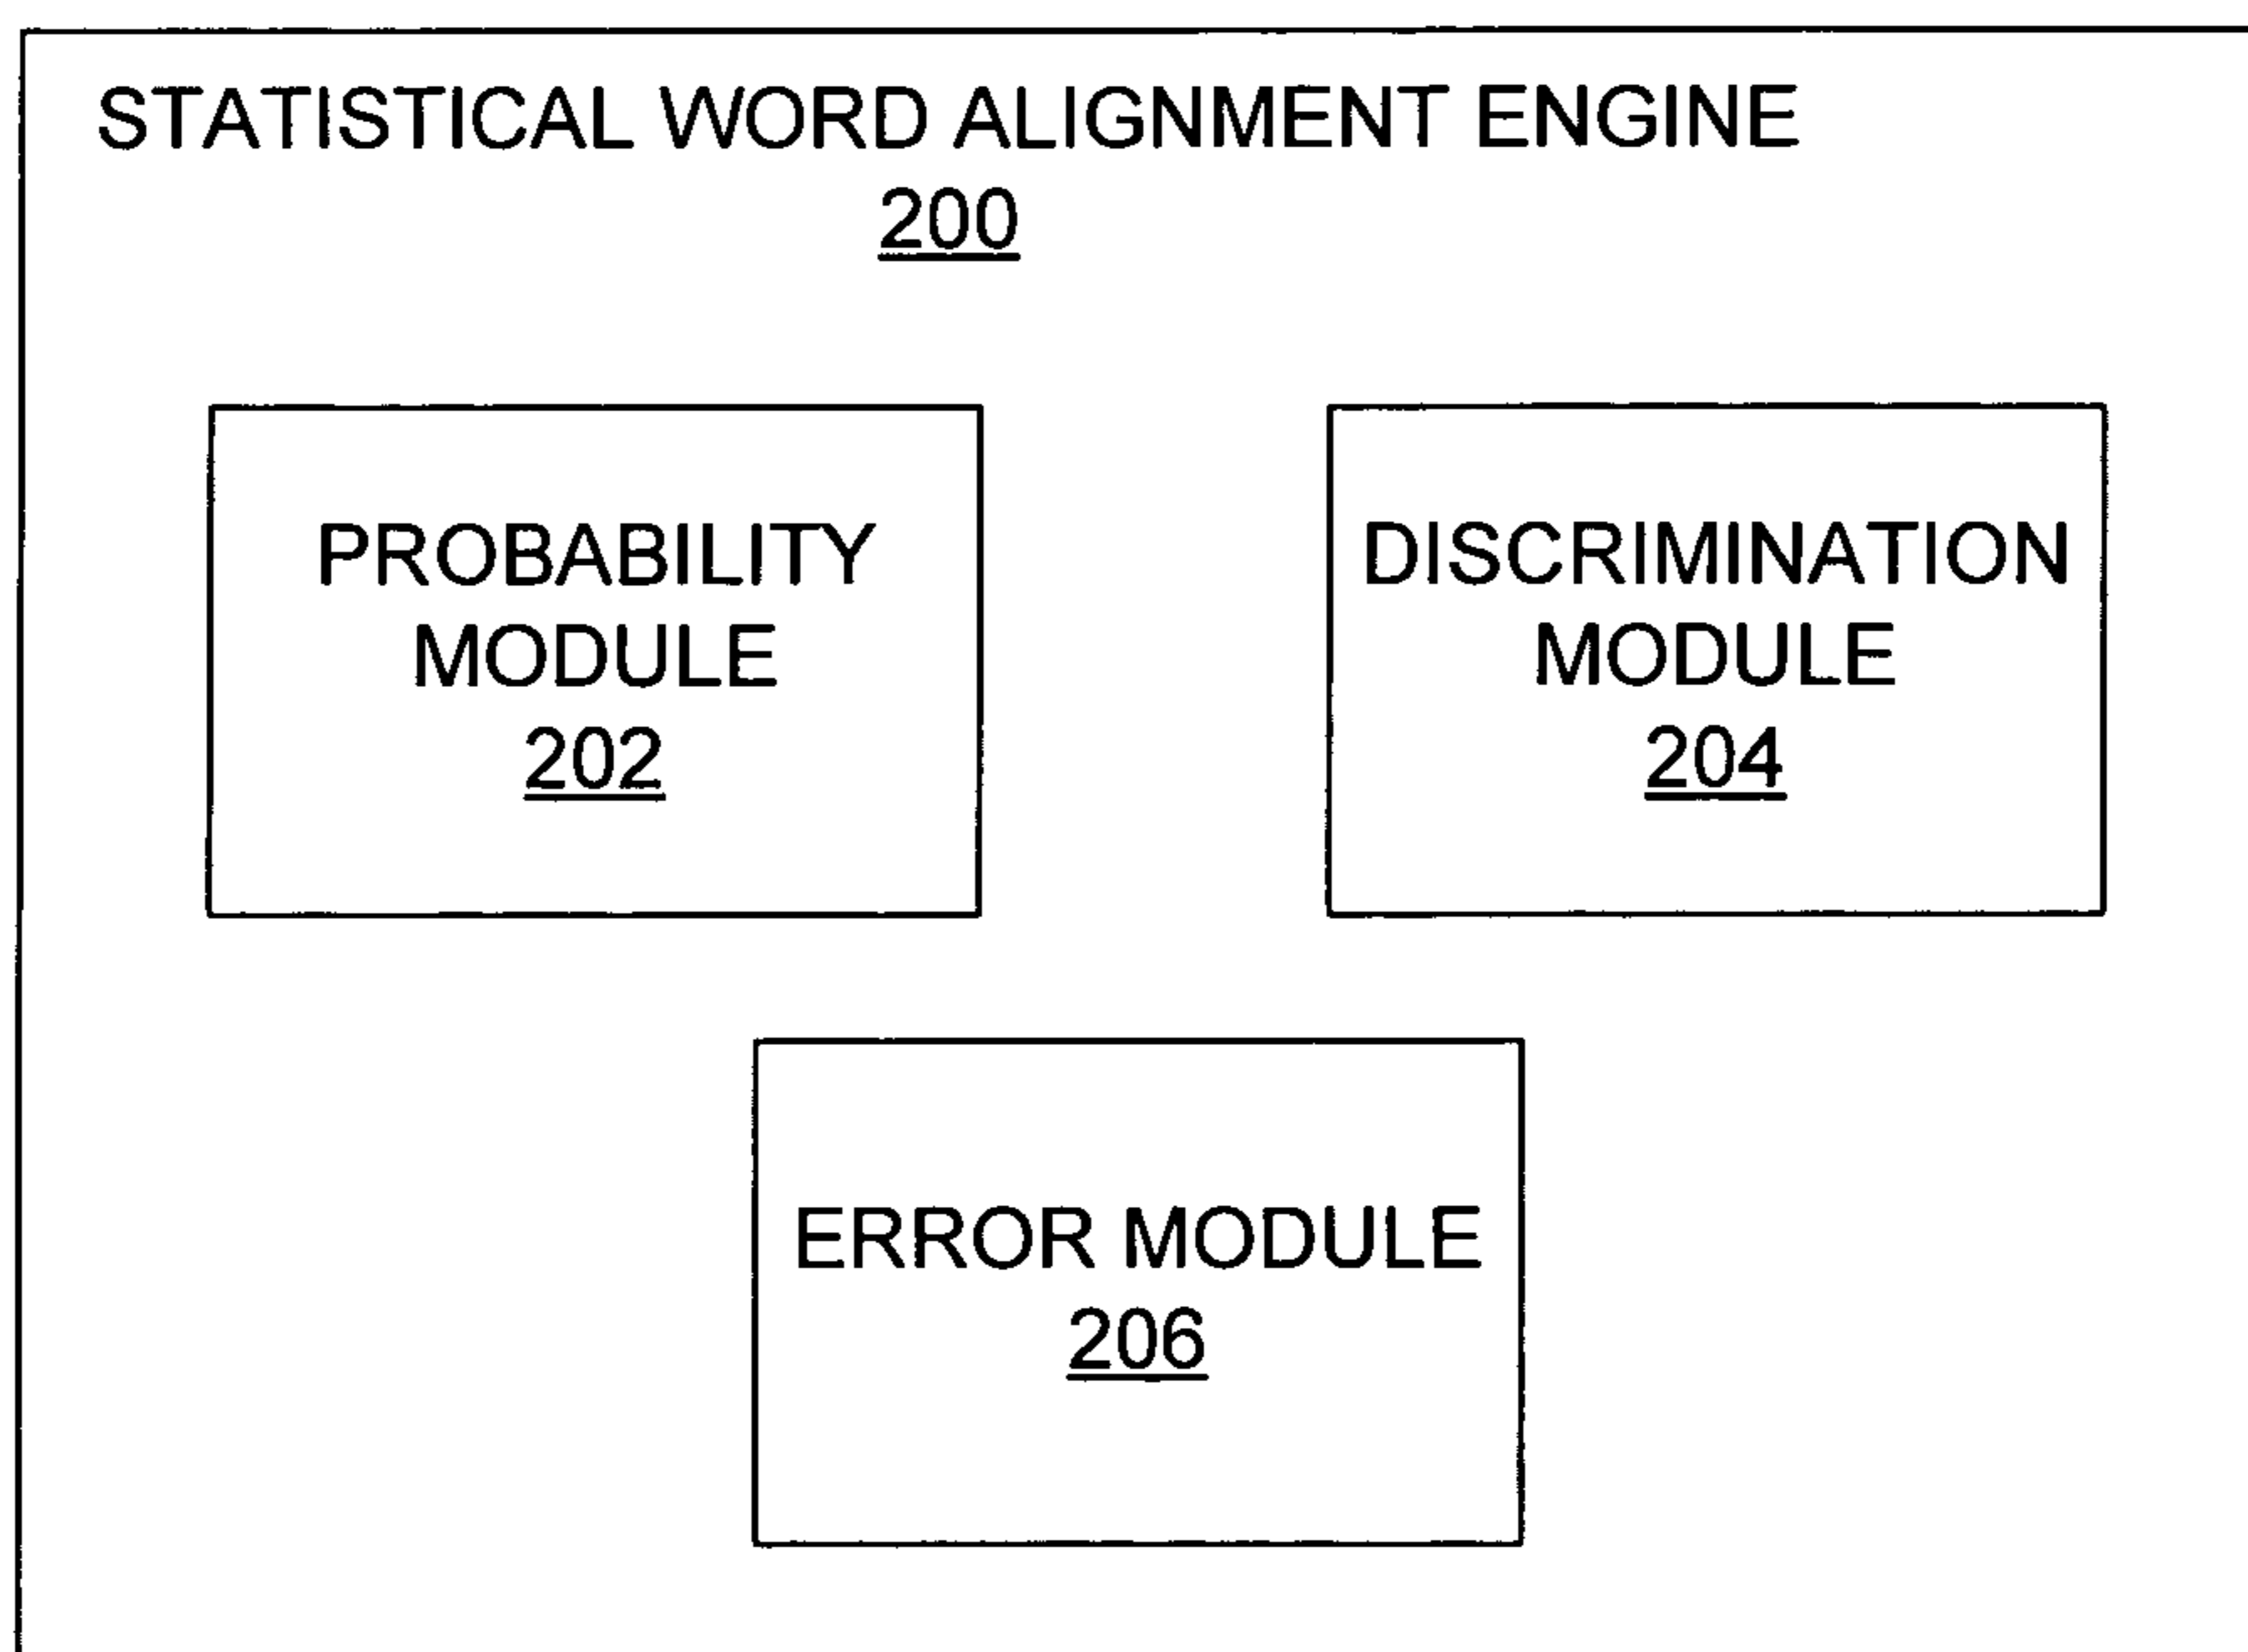 STATISTICAL WORD ALIGNMENT ENGINE
200
PROBABILITY
MODULE
202
DISCRIMINATION
MODULE
204
ERROR MODULE
206